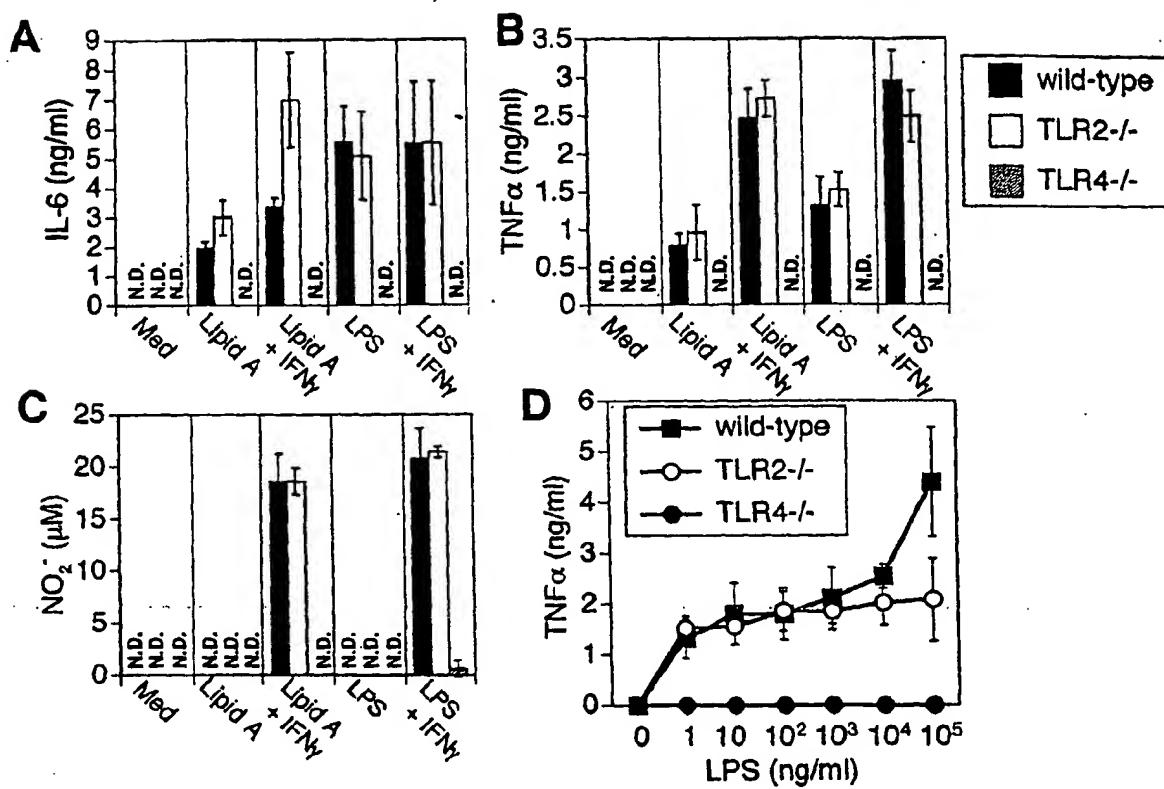 A
IL-6 (ng/ml)
9
8
7
6
5
4
3
2
1
0
N.D. N.D. N.D. N.D. N.D. N.D. N.D.
Med
Lipid A
Lipid A
+ IFNγ
LPS
LPS
+ IFNγ
B
TNFα (ng/ml)
3.5
3
2.5
2
1.5
1
0.5
0
N.D. N.D. N.D. N.D. N.D. N.D. N.D.
Med
Lipid A
Lipid A
+ IFNγ
LPS
LPS
+ IFNγ
wild-type
TLR2-/-
TLR4-/-
C
NO₂⁻ (μM)
25
20
15
10
5
0
N.D. N.D. N.D. N.D. N.D. N.D. N.D. N.D. N.D. N.D.
Med
Lipid A
Lipid A
+ IFNγ
LPS
LPS
+ IFNγ
D
TNFα (ng/ml)
6
5
4
3
2
1
0
wild-type
TLR2-/-
TLR4-/-
0 1 10 10² 10³ 10⁴ 10⁵
LPS (ng/ml)